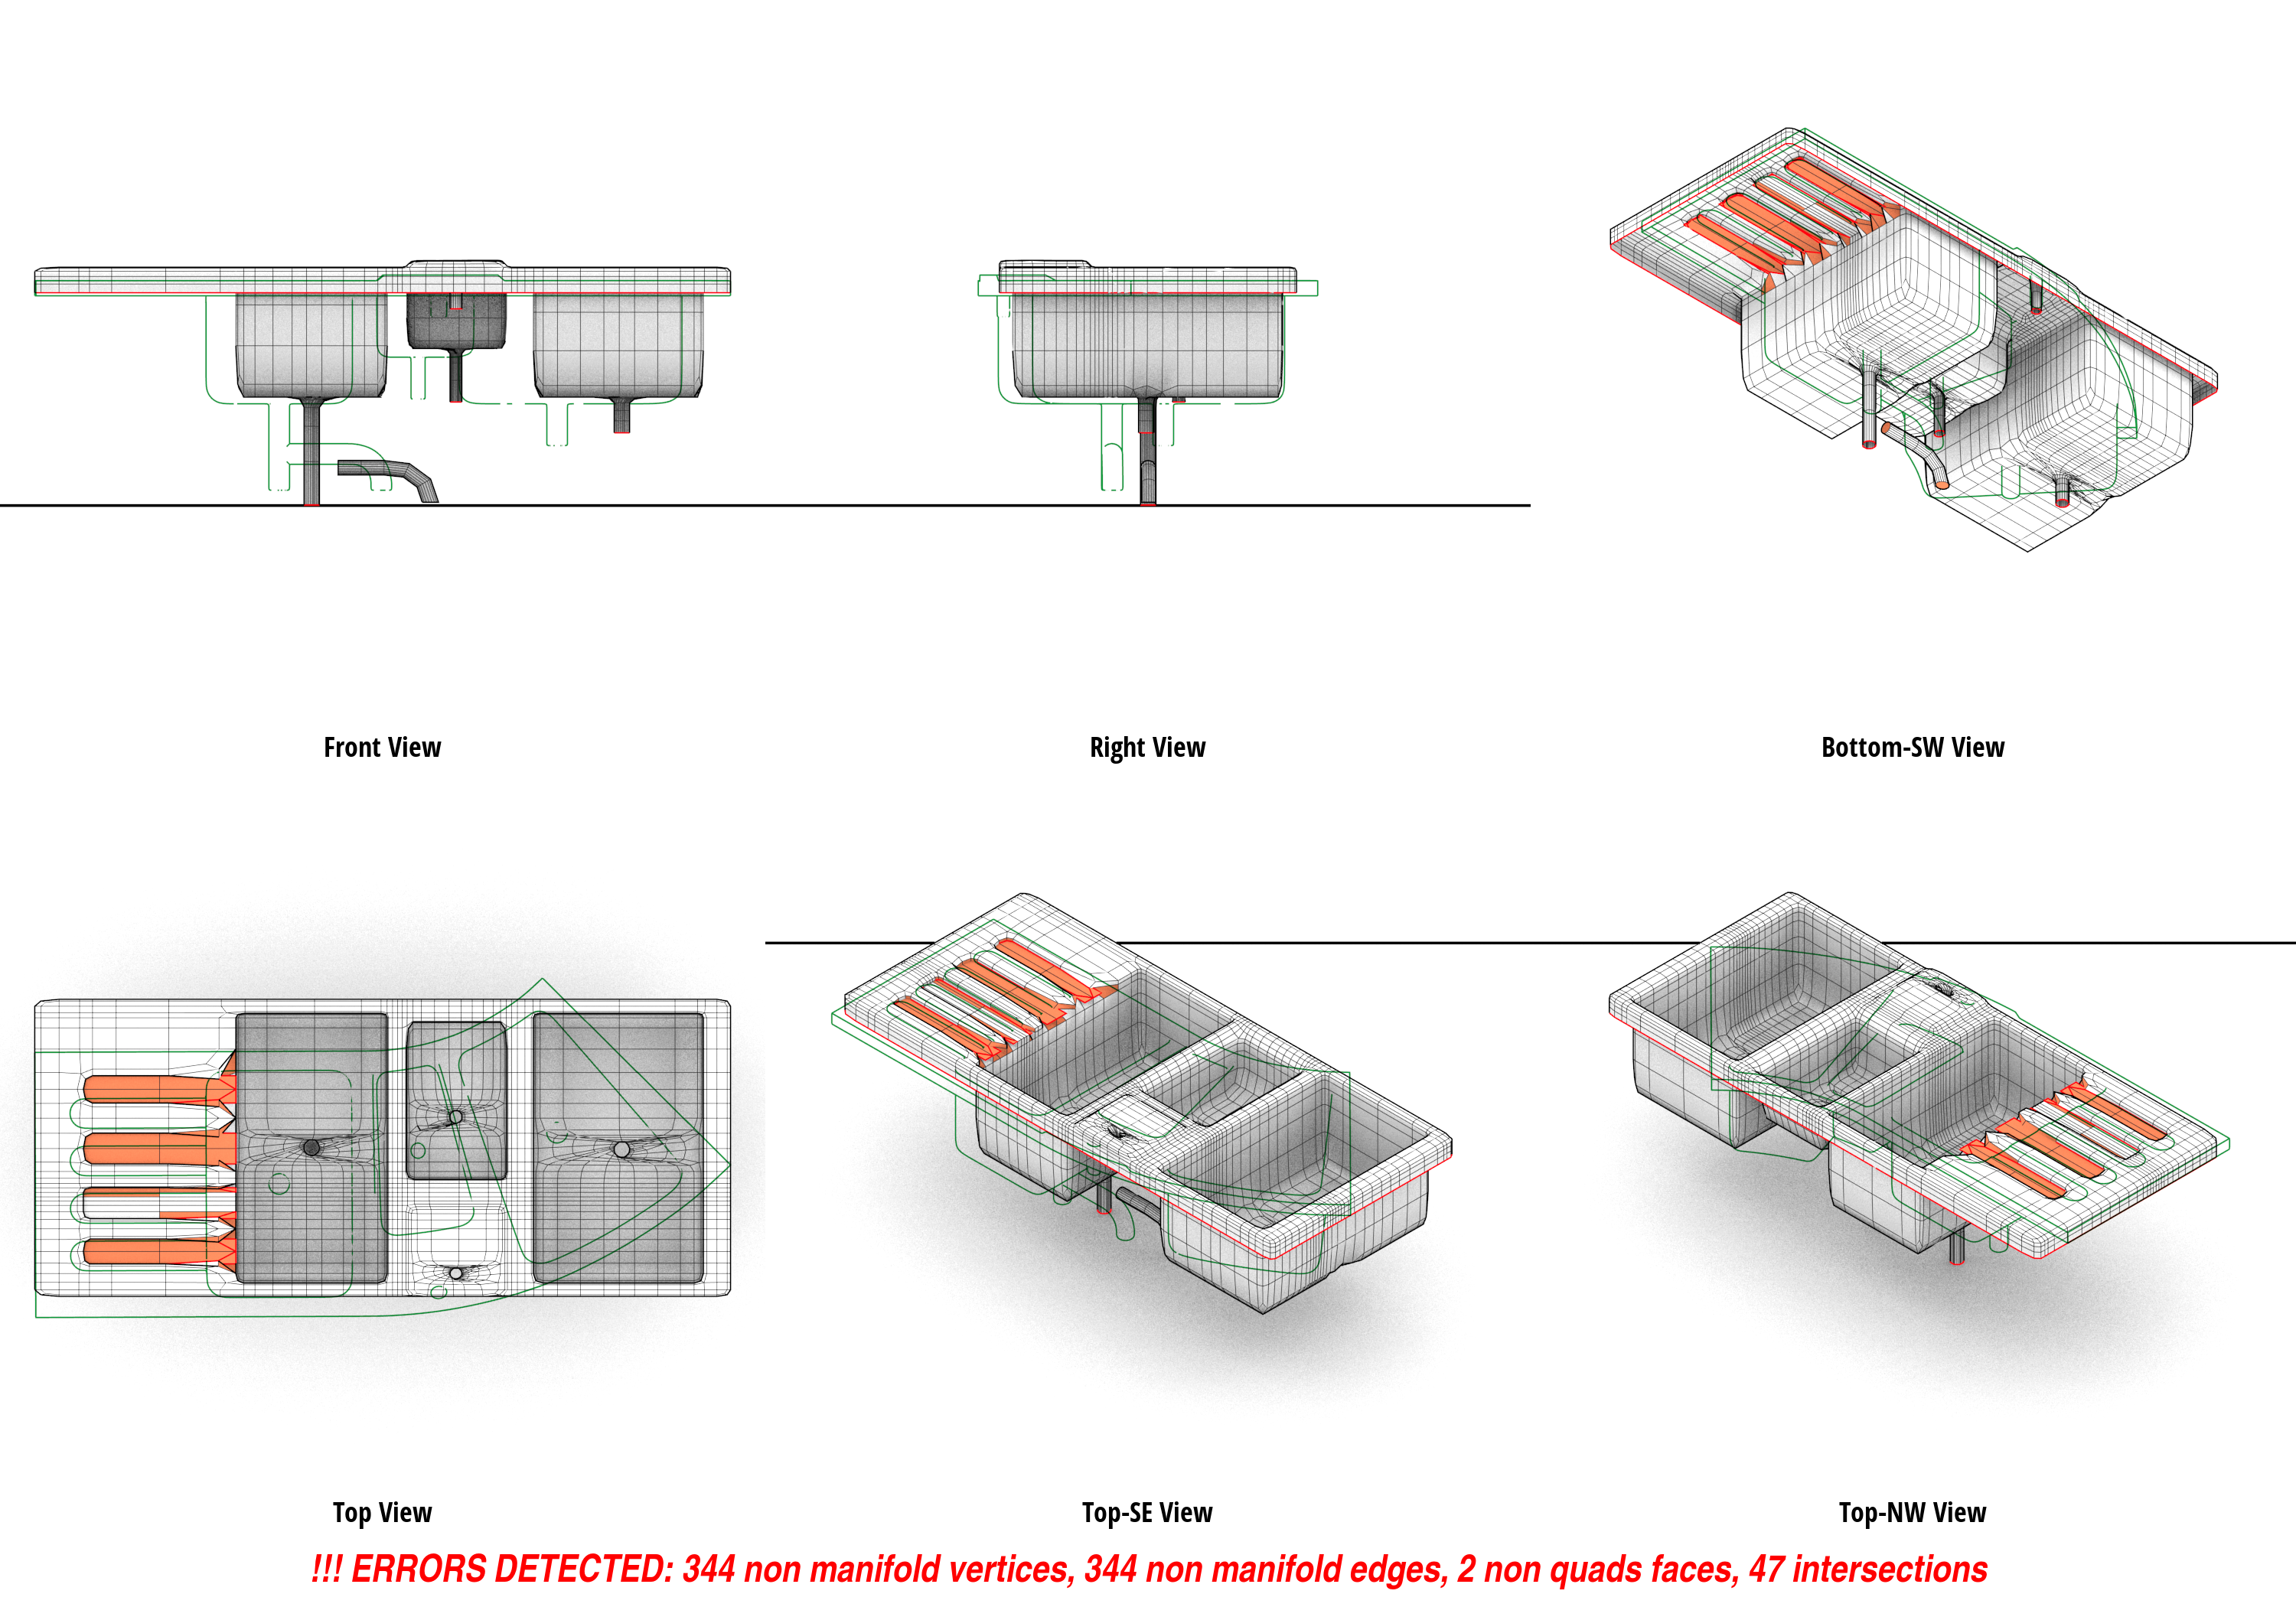 Front View
Right View
Bottom-SW View
Top View
Top-SE View
Top-NW View
!!! ERRORS DETECTED: 344 non manifold vertices, 344 non manifold edges, 2 non quads faces, 47 intersections